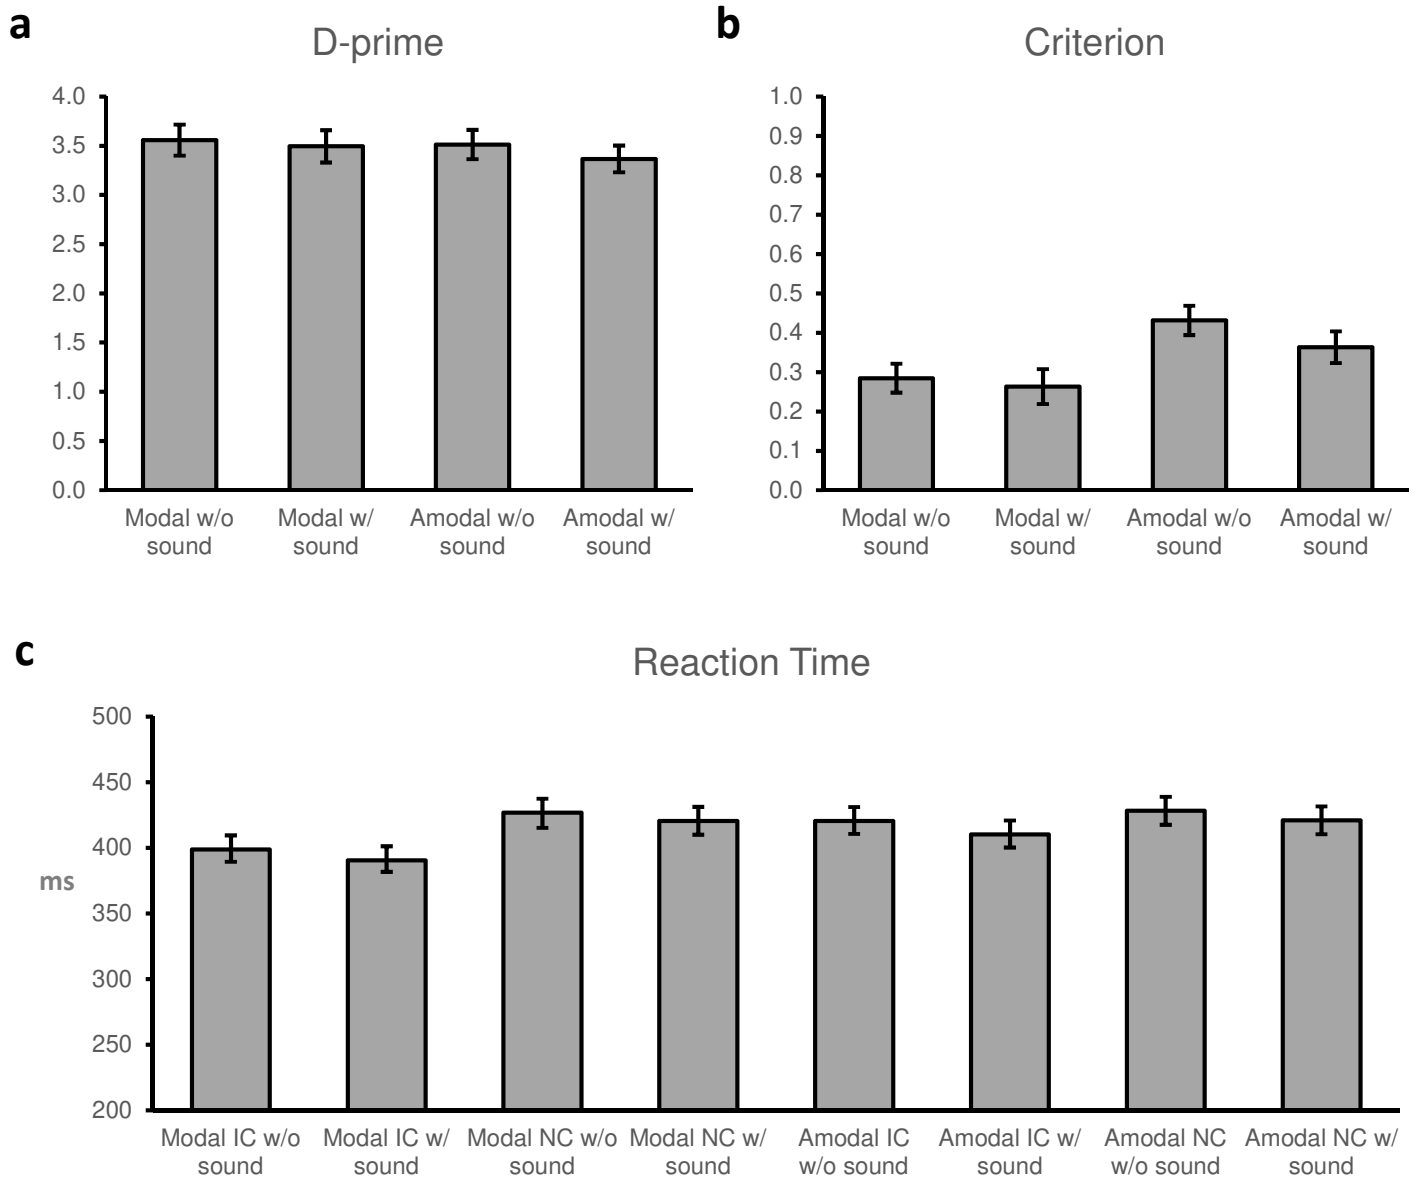 a
D-prime
4.0
3.5
3.0
2.5
2.0
1.5
1.0
0.5
0.0
Modal w/o
sound
Modal w/
sound
Amodal w/o
sound
Amodal w/
sound
b
Criterion
1.0
0.9
0.8
0.7
0.6
0.5
0.4
0.3
0.2
0.1
0.0
Modal w/o
sound
Modal w/
sound
Amodal w/o
sound
Amodal w/
sound
c
Reaction Time
ms
500
450
400
350
300
250
200
Modal IC w/o
sound
Modal IC w/
sound
Modal NC w/o
sound
Modal NC w/
sound
Amodal IC
w/o sound
Amodal IC w/
sound
Amodal NC
w/o sound
Amodal NC w/
sound